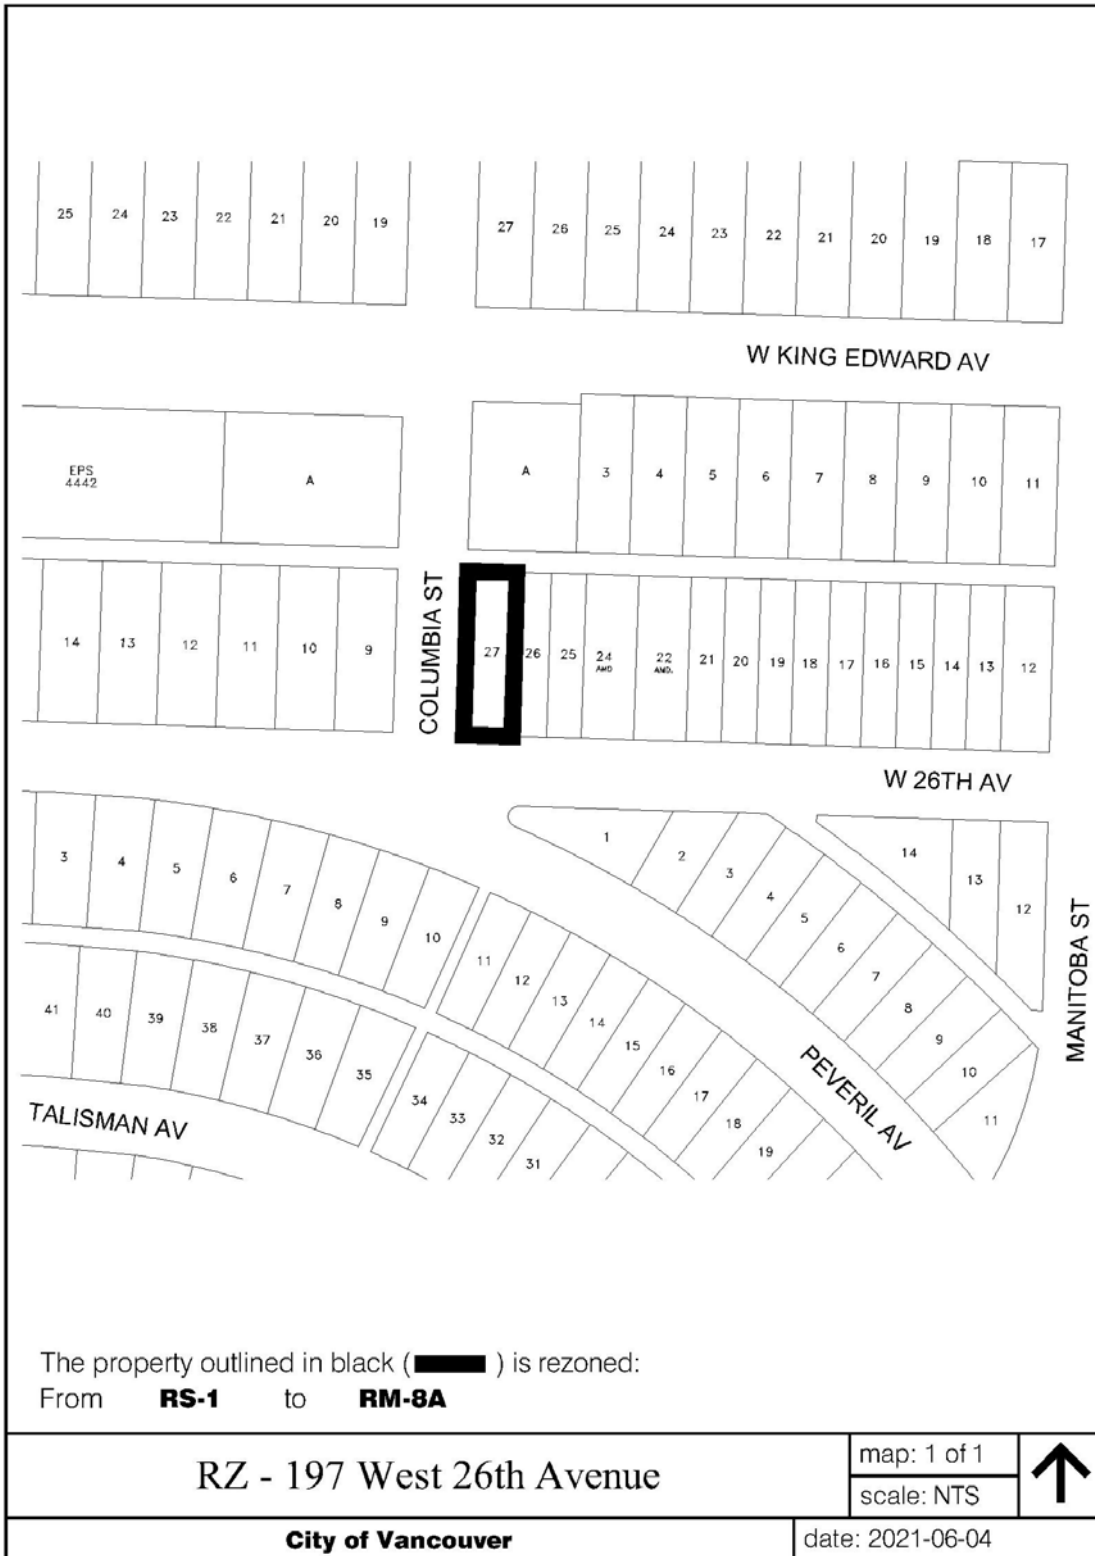 25 24 23 22 21 20 19
27 26 25 24 23 22 21 20 19 18 17
W KING EDWARD AV
EPS
4442
A
A 3 4 5 6 7 8 9 10 11
COLUMBIA ST
14 13 12 11 10 9
27 26 25 24 22 21 20 19 18 17 16 15 14 13 12
AMD AMD.
W 26TH AV
3 4 5 6 7 8 9 10
1 2 3 4 5 6 7 8 9 10 11
14 13 12
MANITOBA ST
11 12 13 14 15 16 17 18 19
41 40 39 38 37 36 35
34 33 32 31
PEVERIL AV
TALISMAN AV
The property outlined in black ( ) is rezoned:
From RS-1 to RM-8A
RZ - 197 West 26th Avenue
map: 1 of 1
scale: NTS
City of Vancouver
date: 2021-06-04